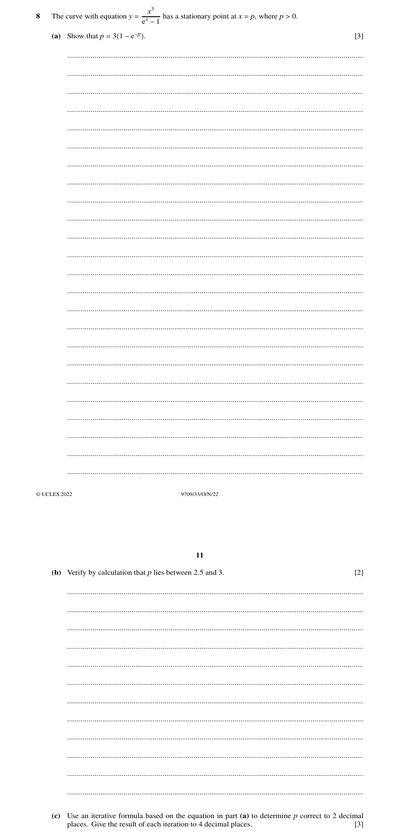 8 The curve with equation y = x³ / (eˣ − 1) has a stationary point at x = p, where p > 0.
(a) Show that p = 3(1 − e⁻ᵖ). [3]
© UCLES 2022 9709/33/O/N/22
11
(b) Verify by calculation that p lies between 2.5 and 3. [2]
(c) Use an iterative formula based on the equation in part (a) to determine p correct to 2 decimal
places. Give the result of each iteration to 4 decimal places. [3]